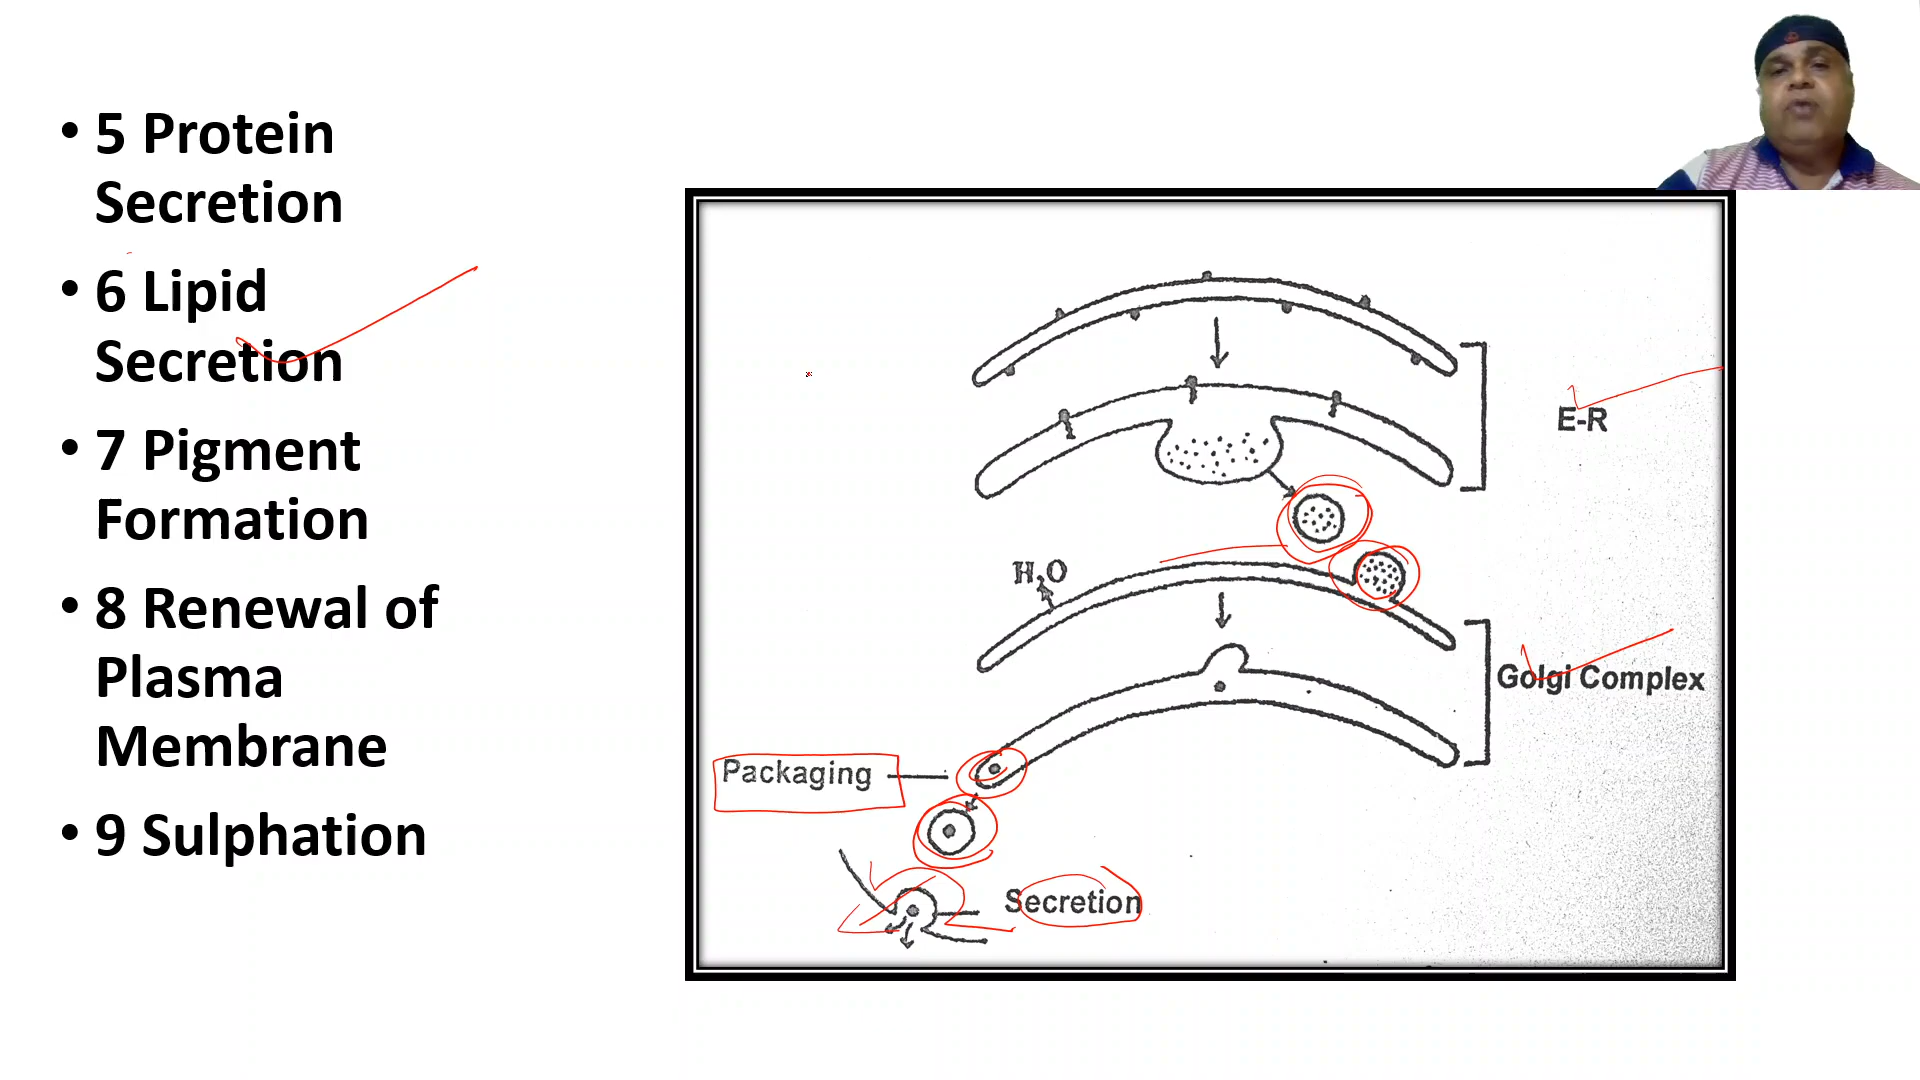 • 5 Protein
Secretion
• 6 Lipid
Secretion
• 7 Pigment
Formation
• 8 Renewal of
Plasma
Membrane
• 9 Sulphation
E-R
H₂O
Golgi Complex
Packaging
Secretion